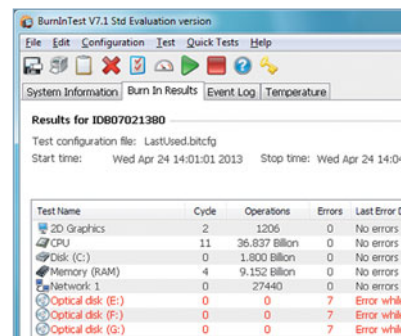 BurnInTest V7.1 Std Evaluation version
File Edit Configuration Test Quick Tests Help
System Information Burn In Results Event Log Temperature
Results for IDB07021380
Test configuration file: LastUsed.bitcfg
Start time: Wed Apr 24 14:01:01 2013 Stop time: Wed Apr 24 14:04
Test Name Cycle Operations Errors Last Error D
2D Graphics 2 1206 0 No errors
CPU 11 36.837 Billion 0 No errors
Disk (C:) 0 1.800 Billion 0 No errors
Memory (RAM) 4 9.152 Billion 0 No errors
Network 1 0 27440 0 No errors
Optical disk (E:) 0 0 7 Error while
Optical disk (F:) 0 0 7 Error while
Optical disk (G:) 0 0 7 Error while